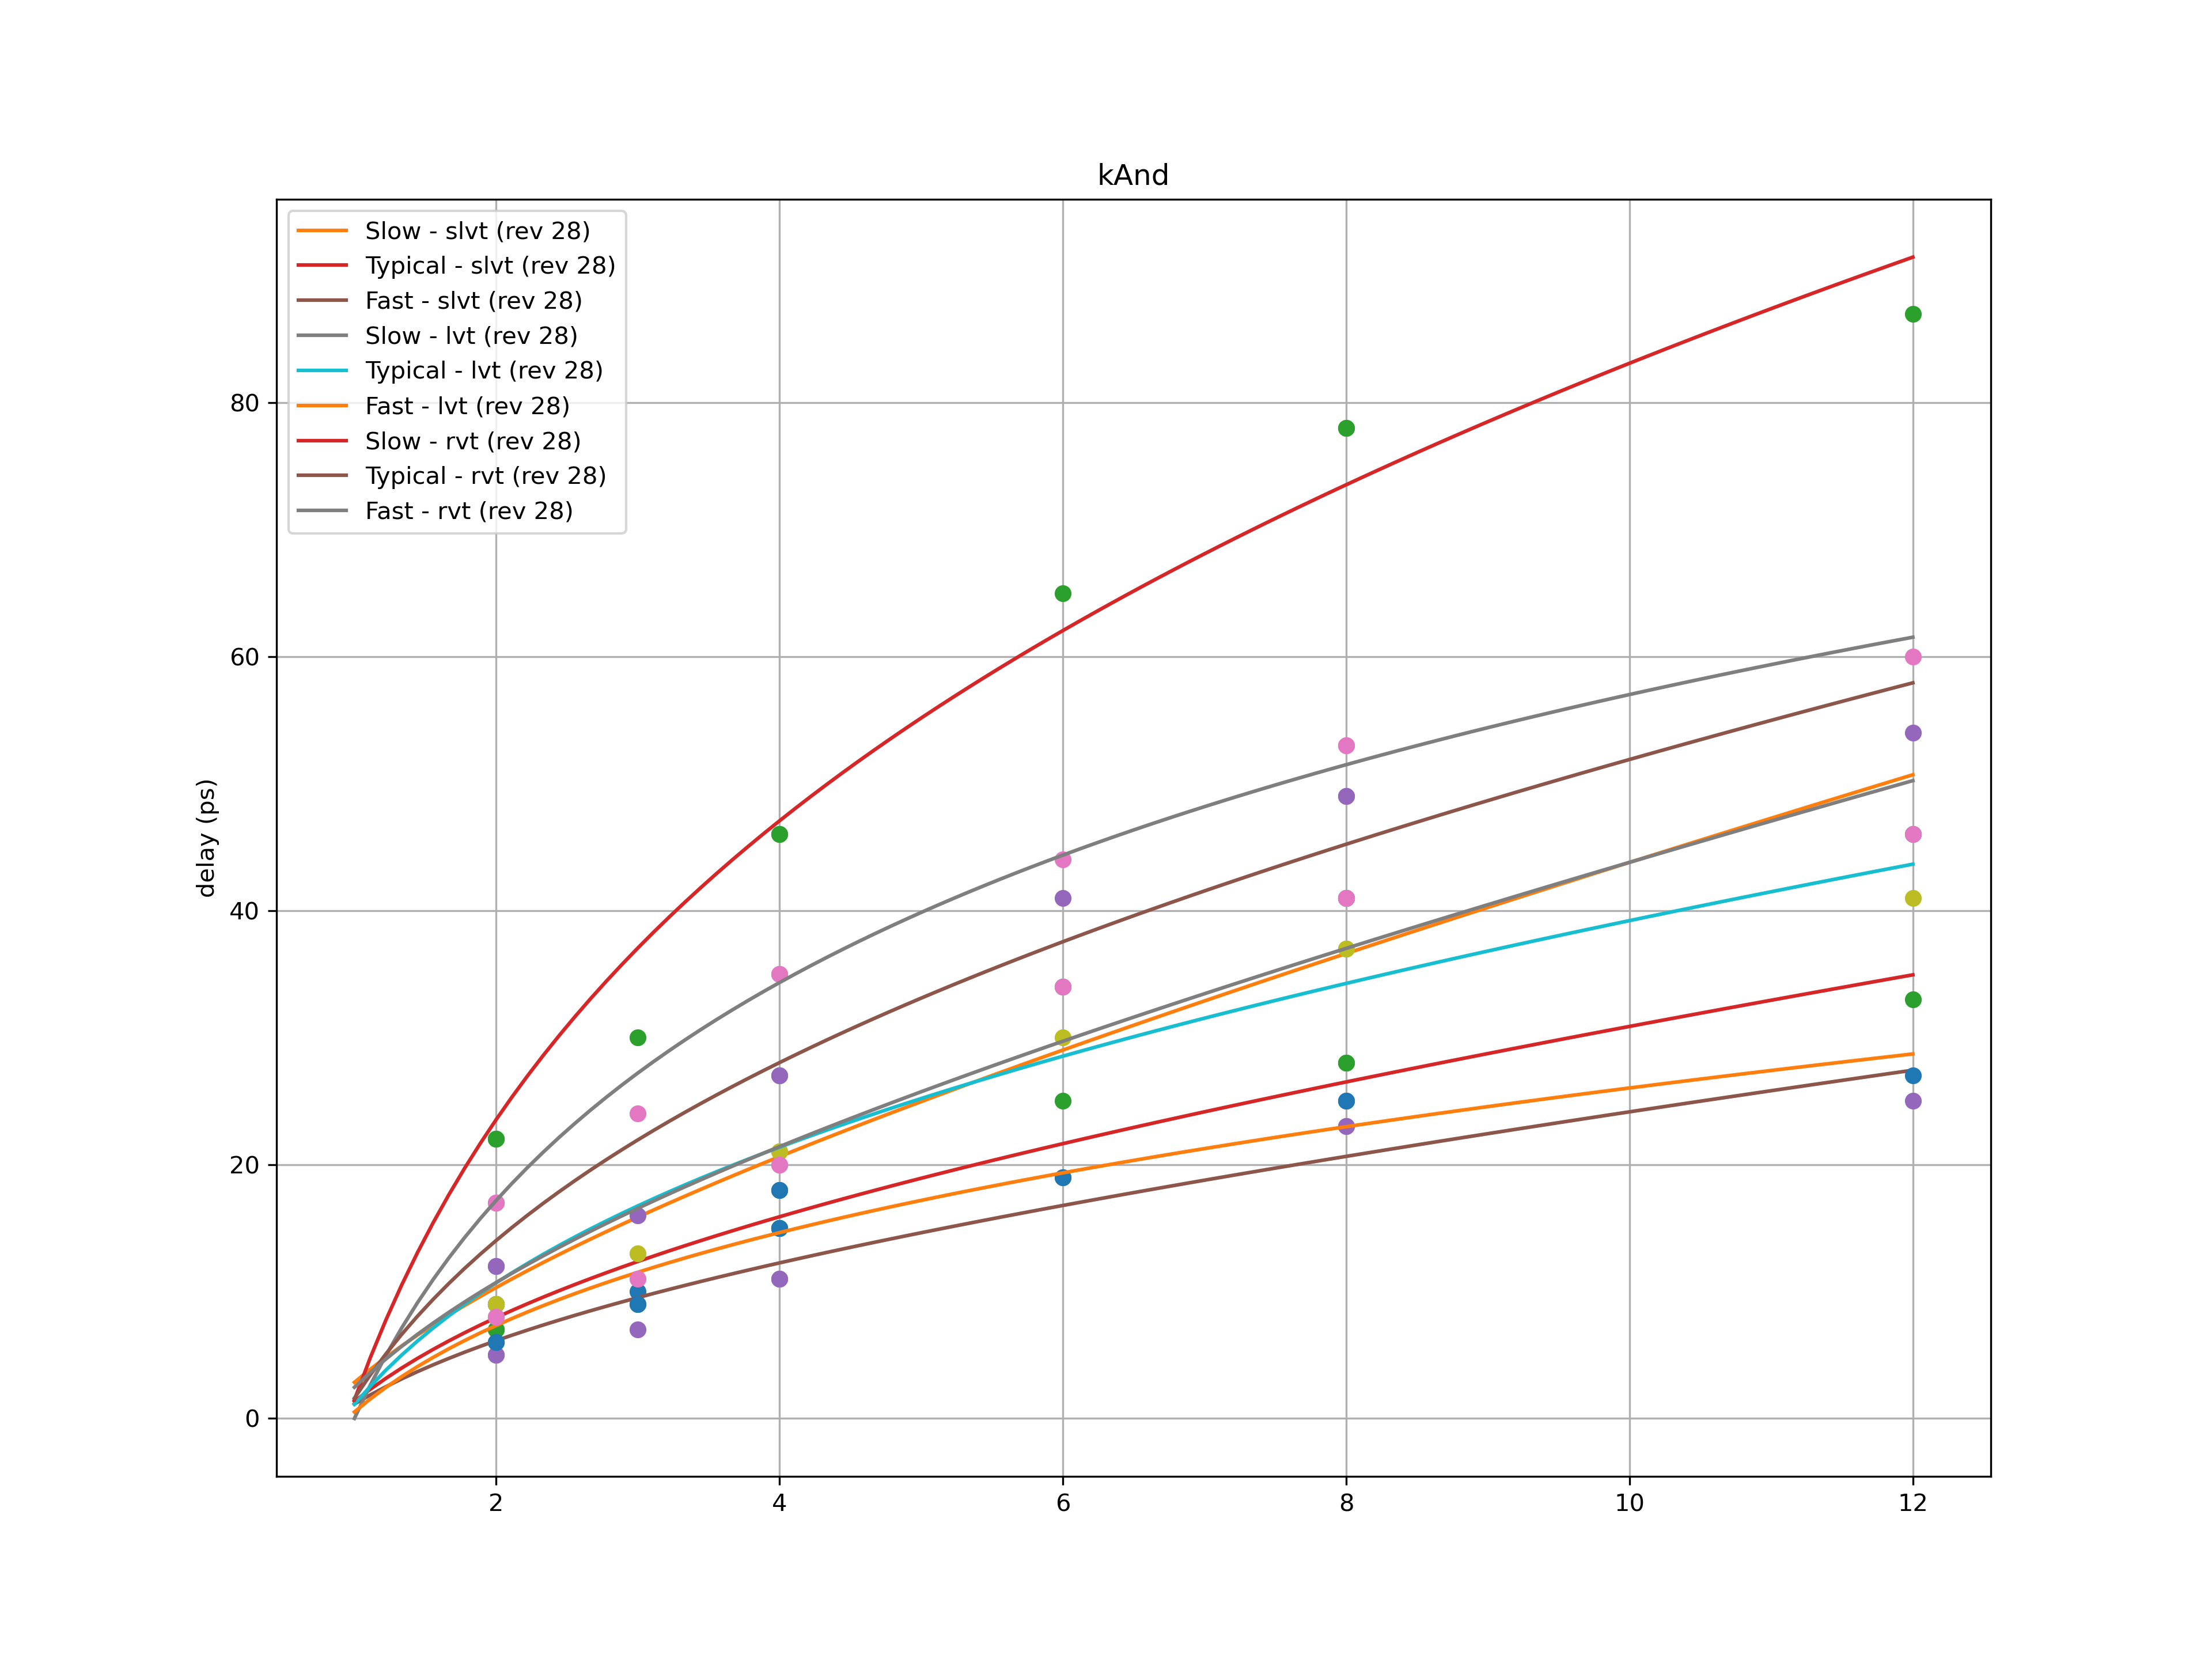 kAnd
Slow - slvt (rev 28)
Typical - slvt (rev 28)
Fast - slvt (rev 28)
Slow - lvt (rev 28)
Typical - lvt (rev 28)
Fast - lvt (rev 28)
Slow - rvt (rev 28)
Typical - rvt (rev 28)
Fast - rvt (rev 28)
delay (ps)
80
60
40
20
0
2 4 6 8 10 12